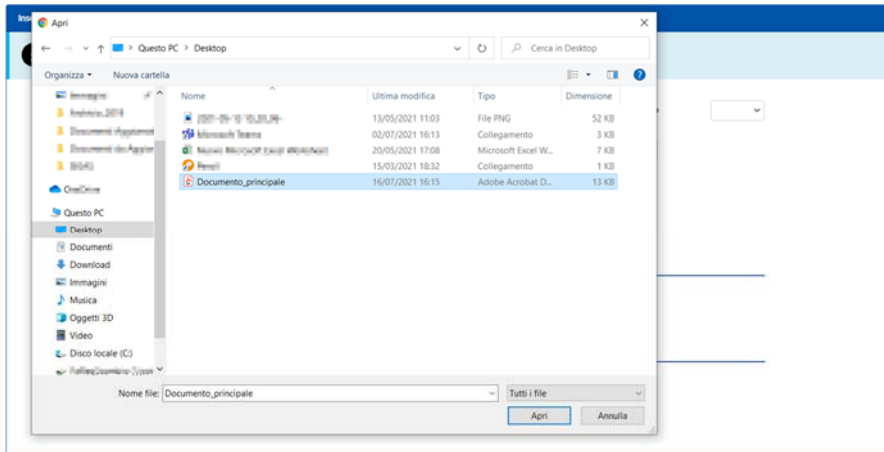 Apri
Questo PC > Desktop
Cerca in Desktop
Organizza
Nuova cartella
Nome
Ultima modifica
Tipo
Dimensione
Immagini
13/05/2021 11:03 File PNG 52 KB
Microsoft Teams 02/07/2021 16:13 Collegamento 3 KB
20/05/2021 17:08 Microsoft Excel W... 7 KB
Pencil 15/03/2021 18:32 Collegamento 1 KB
Documento_principale 16/07/2021 16:15 Adobe Acrobat D... 13 KB
OneDrive
Questo PC
Desktop
Documenti
Download
Immagini
Musica
Oggetti 3D
Video
Disco locale (C:)
Nome file: Documento_principale
Tutti i file
Apri
Annulla